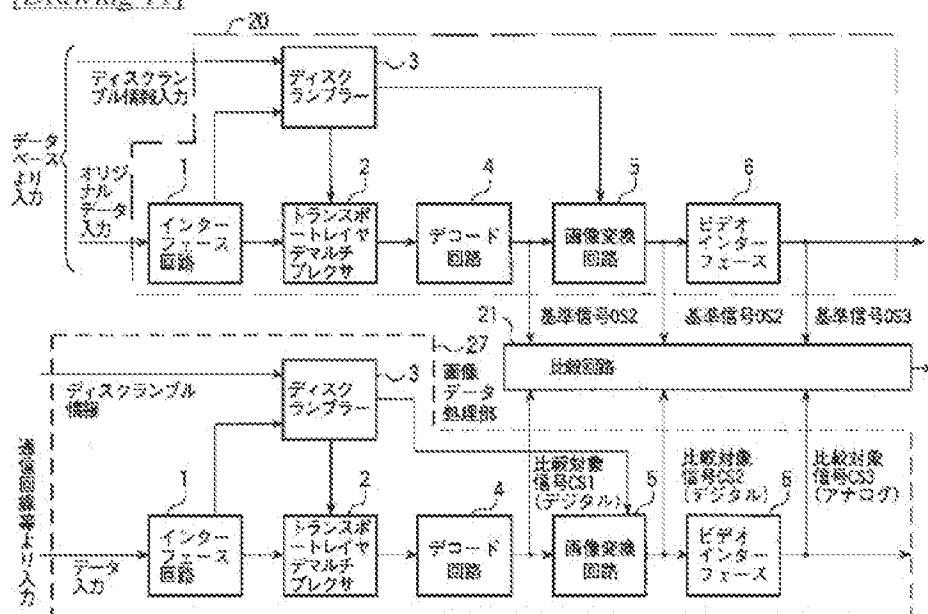 [Drawing 11]
20
ディスクラン
ブル情報入力
ディスク
ランブラー
3
データ
ベース
より
入力
オリジ
ナル
データ
入力
1
インター
フェース
回路
2
トランスポ
ートレイヤ
デマルチ
プレクサ
4
デコード
回路
5
画像変換
回路
6
ビデオ
インター
フェース
21
基準信号OS2
基準信号OS2
基準信号OS3
比較回路
27
画像
データ
処理部
ディスクランブル
情報
ディスク
ランブラー
3
通信回線等より入力
データ
入力
1
インター
フェース
回路
2
トランスポ
ートレイヤ
デマルチ
プレクサ
4
デコード
回路
比較対象
信号CS1
(デジタル)
5
画像変換
回路
比較対象
信号CS2
(デジタル)
6
ビデオ
インター
フェース
比較対象
信号CS3
(アナログ)